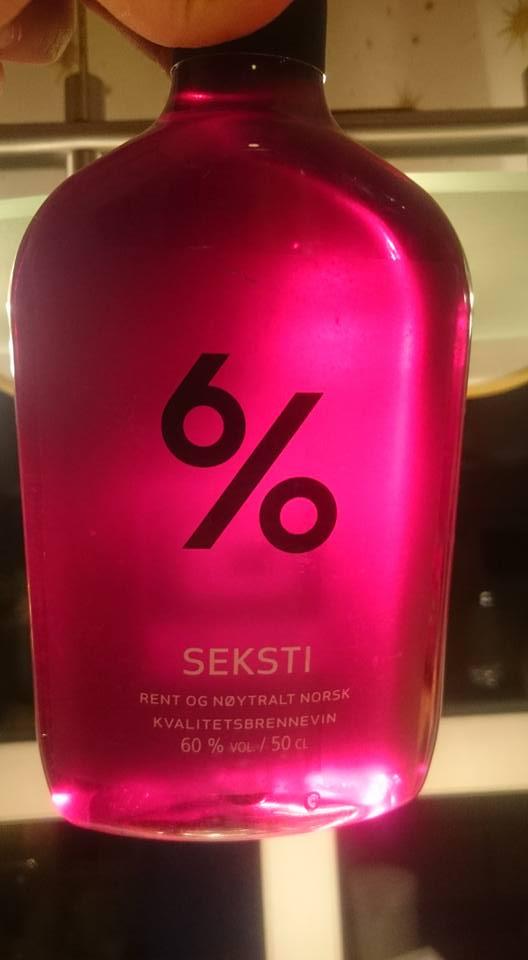 6%
SEKSTI
RENT OG NØYTRALT NORSK
KVALITETSBRENNEVIN
60 % VOL. / 50 CL